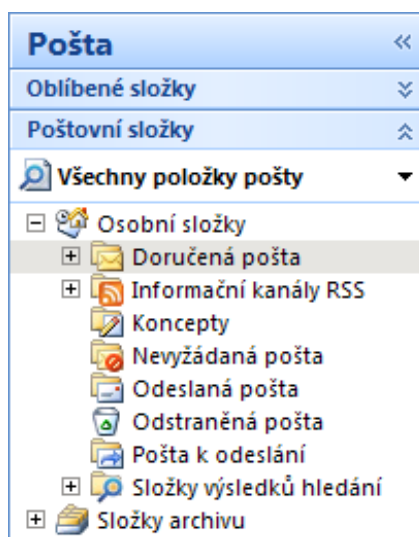 Pošta
Oblíbené složky
Poštovní složky
Všechny položky pošty
Osobní složky
Doručená pošta
Informační kanály RSS
Koncepty
Nevyžádaná pošta
Odeslaná pošta
Odstraněná pošta
Pošta k odeslání
Složky výsledků hledání
Složky archivu